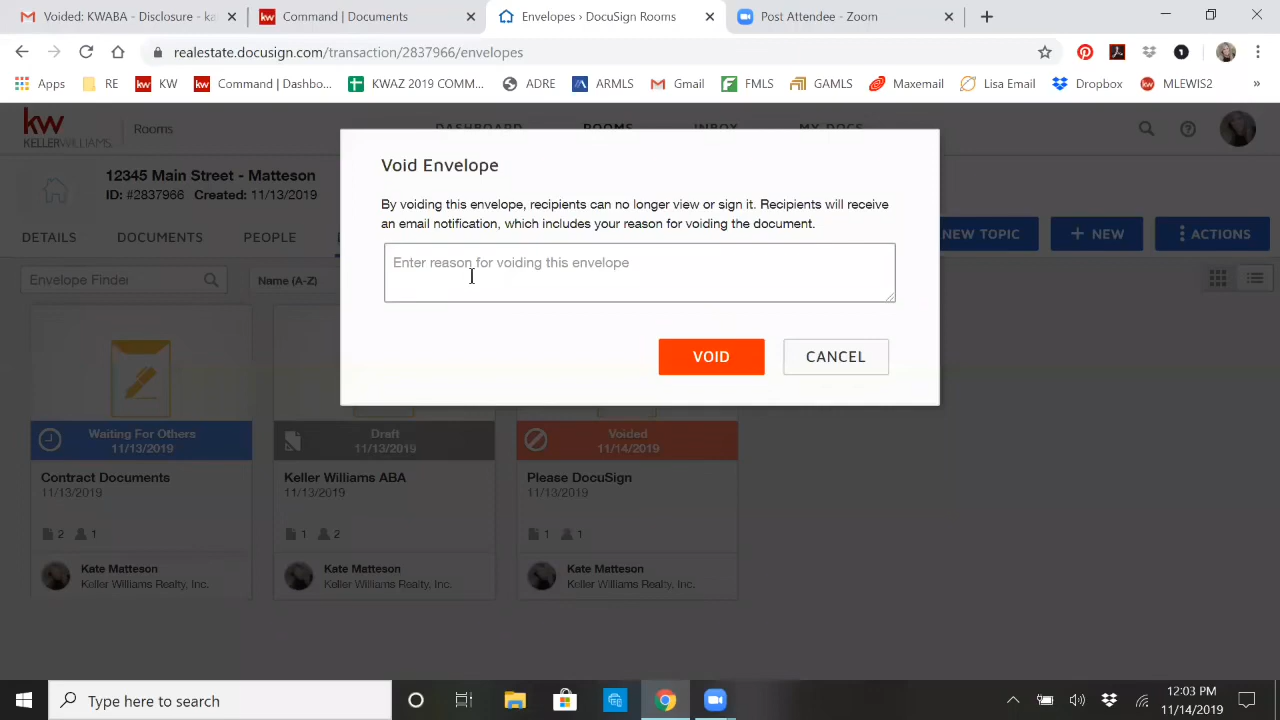 Voided: KWABA - Disclosure - ka
Command | Documents
Envelopes › DocuSign Rooms
Post Attendee - Zoom
realestate.docusign.com/transaction/2837966/envelopes
Apps
RE
KW
Command | Dashbo...
KWAZ 2019 COMM...
ADRE
ARMLS
Gmail
FMLS
GAMLS
Maxemail
Lisa Email
Dropbox
MLEWIS2
»
kw
KELLERWILLIAMS.
Rooms
DASHBOARD
ROOMS
INBOX
MY DOCS
12345 Main Street - Matteson
ID: #2837966 Created: 11/13/2019
DETAILS
DOCUMENTS
PEOPLE
NEW TOPIC
+ NEW
ACTIONS
Envelope Finder
Name (A-Z)
Void Envelope
By voiding this envelope, recipients can no longer view or sign it. Recipients will receive
an email notification, which includes your reason for voiding the document.
Enter reason for voiding this envelope
VOID
CANCEL
Waiting For Others
11/13/2019
Contract Documents
11/13/2019
2 1
Kate Matteson
Keller Williams Realty, Inc.
Draft
11/13/2019
Keller Williams ABA
11/13/2019
1 2
Kate Matteson
Keller Williams Realty, Inc.
Voided
11/14/2019
Please DocuSign
11/13/2019
1 1
Kate Matteson
Keller Williams Realty, Inc.
Type here to search
12:03 PM
11/14/2019